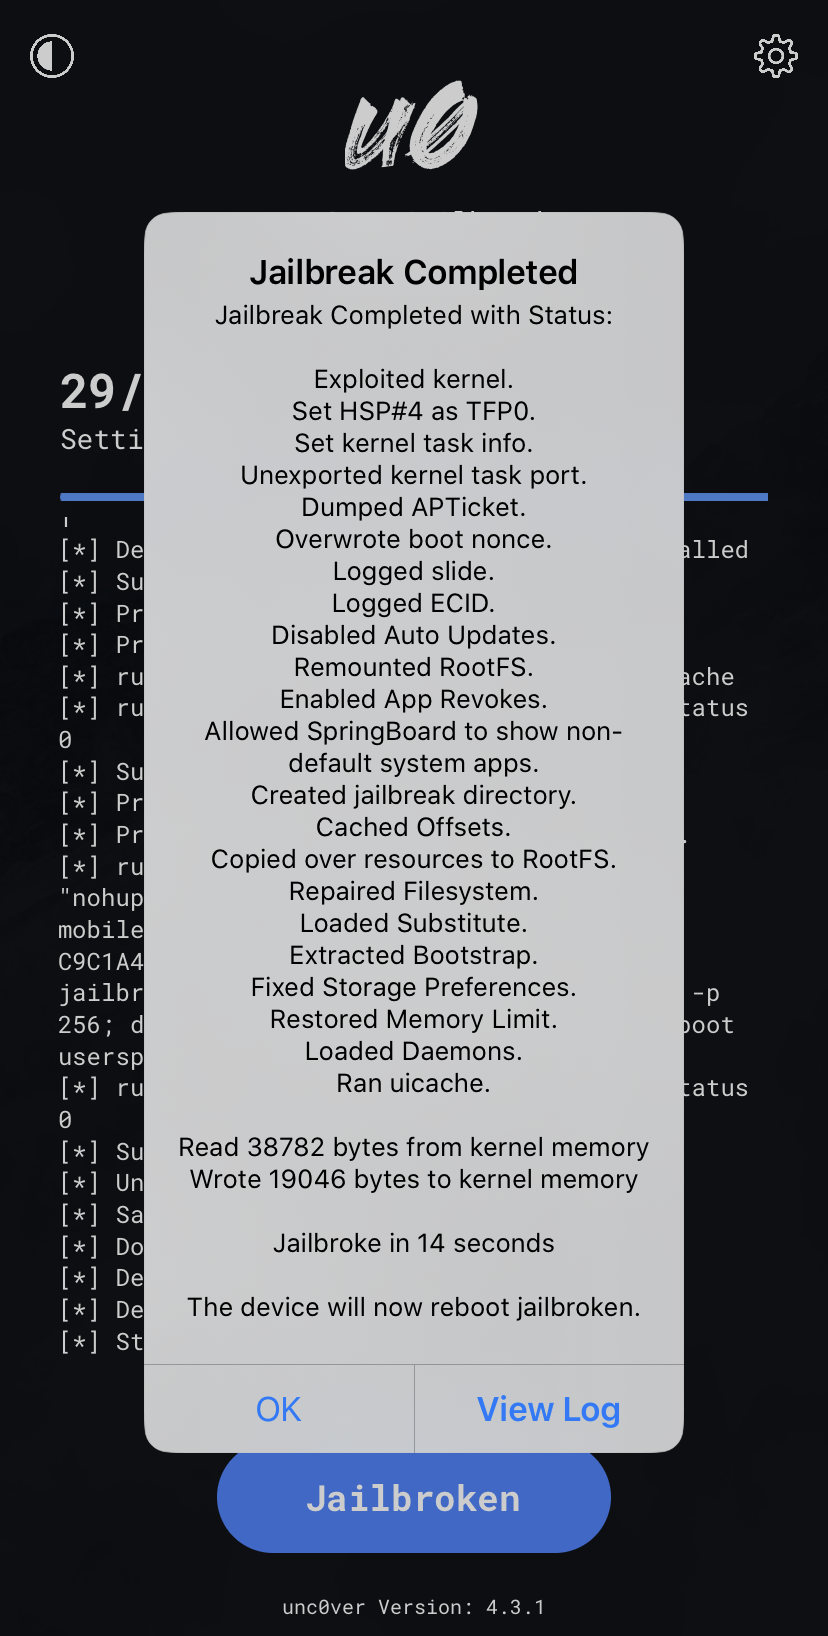 u0
Jailbreak Completed
Jailbreak Completed with Status:
Exploited kernel.
Set HSP#4 as TFP0.
Set kernel task info.
Unexported kernel task port.
Dumped APTicket.
Overwrote boot nonce.
Logged slide.
Logged ECID.
Disabled Auto Updates.
Remounted RootFS.
Enabled App Revokes.
Allowed SpringBoard to show non-
default system apps.
Created jailbreak directory.
Cached Offsets.
Copied over resources to RootFS.
Repaired Filesystem.
Loaded Substitute.
Extracted Bootstrap.
Fixed Storage Preferences.
Restored Memory Limit.
Loaded Daemons.
Ran uicache.
Read 38782 bytes from kernel memory
Wrote 19046 bytes to kernel memory
Jailbroke in 14 seconds
The device will now reboot jailbroken.
OK
View Log
29/
Setti
[*] De alled
[*] Su
[*] Pr
[*] Pr
[*] ru ache
[*] ru tatus
0
[*] Su
[*] Pr
[*] Pr .
[*] ru
"nohup
mobile
C9C1A4
jailbr -p
256; d boot
usersp
[*] ru tatus
0
[*] Su
[*] Un
[*] Sa
[*] Do
[*] De
[*] De
[*] St
Jailbroken
unc0ver Version: 4.3.1